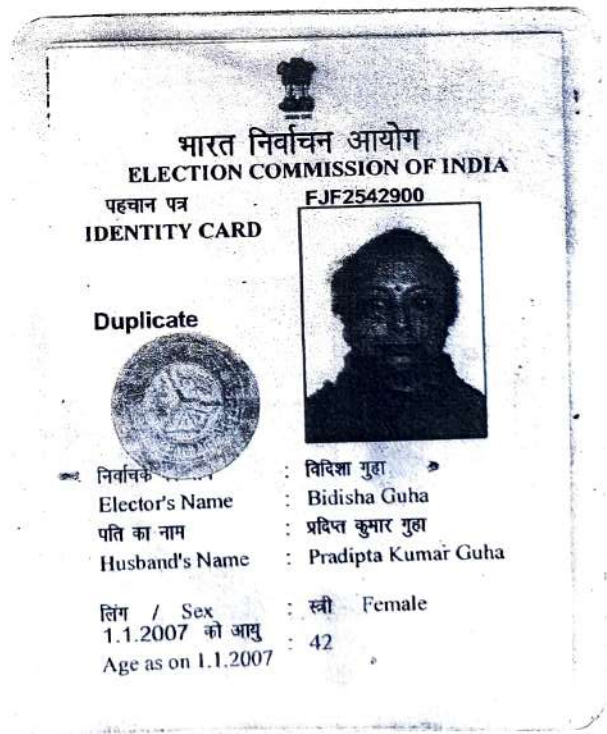 भारत निर्वाचन आयोग
ELECTION COMMISSION OF INDIA
पहचान पत्र
IDENTITY CARD
FJF2542900
Duplicate
निर्वाचक : विदिशा गुहा
Elector's Name : Bidisha Guha
पति का नाम : प्रदिप्त कुमार गुहा
Husband's Name : Pradipta Kumar Guha
लिंग / Sex : स्त्री Female
1.1.2007 को आयु
Age as on 1.1.2007 : 42